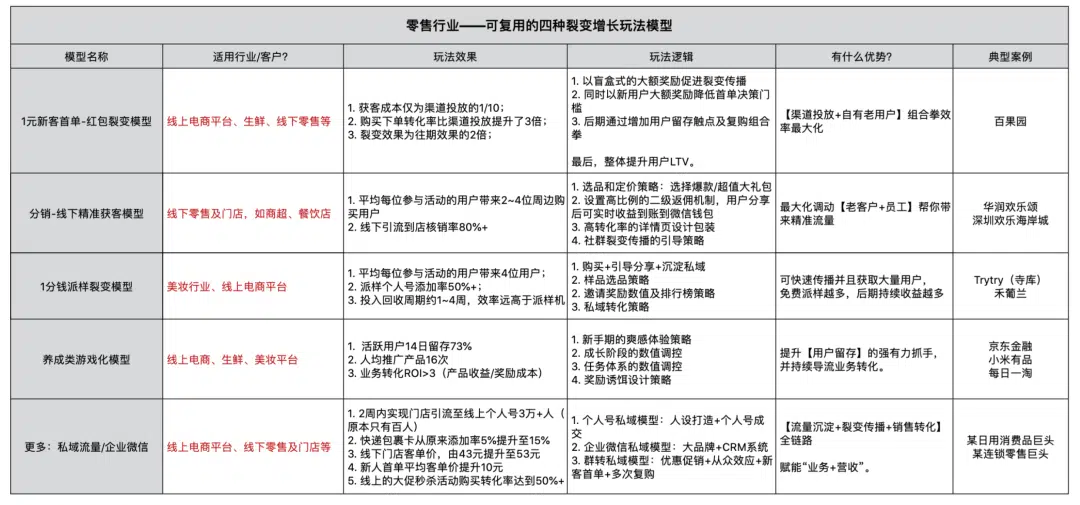 零售行业——可复用的四种裂变增长玩法模型
模型名称 适用行业/客户？ 玩法效果 玩法逻辑 有什么优势？ 典型案例
1元新客首单-红包裂变模型
线上电商平台、生鲜、线下零售等
1. 获客成本仅为渠道投放的1/10；
2. 购买下单转化率比渠道投放提升了3倍；
3. 裂变效果为往期效果的2倍；
1. 以盲盒式的大额奖励促进裂变传播
2. 同时以新用户大额奖励降低首单决策门
槛
3. 后期通过增加用户留存触点及复购组合
拳
最后，整体提升用户LTV。
【渠道投放+自有老用户】组合拳效
率最大化
百果园
分销-线下精准获客模型
线下零售及门店，如商超、餐饮店
1. 平均每位参与活动的用户带来2~4位周边购
买用户
2. 线下引流到店核销率80%+
1. 选品和定价策略：选择爆款/超值大礼包
2. 设置高比例的二级返佣机制，用户分享
后可实时收益到账到微信钱包
3. 高转化率的详情页设计包装
4. 社群裂变传播的引导策略
最大化调动【老客户+员工】帮你带
来精准流量
华润欢乐颂
深圳欢乐海岸城
1分钱派样裂变模型
美妆行业、线上电商平台
1. 平均每位参与活动的用户带来4位用户；
2. 派样个人号添加率50%+；
3. 投入回收周期约1~4周，效率远高于派样机
1. 购买+引导分享+沉淀私域
2. 样品选品策略
2. 邀请奖励数值及排行榜策略
3. 私域转化策略
可快速传播并且获取大量用户，
免费派样越多，后期持续收益越多
Trytry（寺库）
禾葡兰
养成类游戏化模型
线上电商、生鲜、美妆平台
1. 活跃用户14日留存73%
2. 人均推广产品16次
3. 业务转化ROI>3（产品收益/奖励成本）
1. 新手期的爽感体验策略
2. 成长阶段的数值调控
3. 任务体系的数值调控
4. 奖励诱饵设计策略
提升【用户留存】的强有力抓手，
并持续导流业务转化。
京东金融
小米有品
每日一淘
更多：私域流量/企业微信
线上电商平台、线下零售及门店等
1. 2周内实现门店引流至线上个人号3万+人（
原本只有百人）
2. 快递包裹卡从原来添加率5%提升至15%
3. 线下门店客单价，由43元提升至53元
4. 新人首单平均客单价提升10元
5. 线上的大促秒杀活动购买转化率达到50%+
1. 个人号私域模型：人设打造+个人号成
交
2. 企业微信私域模型：大品牌+CRM系统
3. 群转私域模型：优惠促销+从众效应+新
客首单+多次复购
【流量沉淀+裂变传播+销售转化】
全链路
赋能“业务+营收”。
某日用消费品巨头
某连锁零售巨头